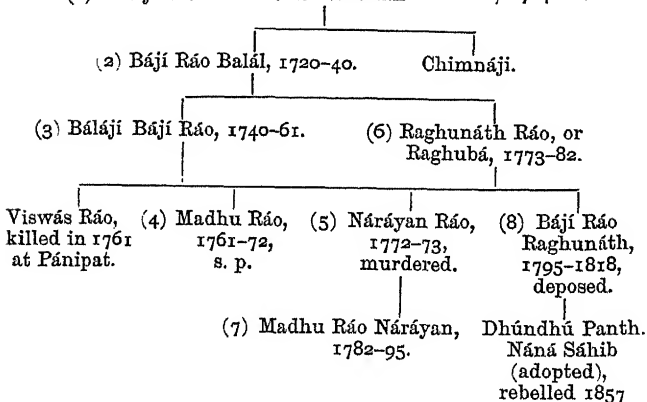 (2) Bájí Ráo Balál, 1720–40. Chimnáji.
(3) Bálájí Bájí Ráo, 1740–61. (6) Raghunáth Ráo, or
Raghubá, 1773–82.
Viswás Ráo, (4) Madhu Ráo, (5) Náráyan Ráo, (8) Bájí Ráo
killed in 1761 1761–72, 1772–73, Raghunáth,
at Pánipat. s. p. murdered. 1795–1818,
deposed.
(7) Madhu Ráo Náráyan, Dhúndhú Panth.
1782–95. Náná Sáhib
(adopted),
rebelled 1857